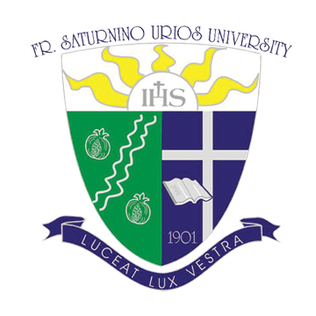 FR. SATURNINO URIOS UNIVERSITY
IHS
1901
LUCEAT LUX VESTRA